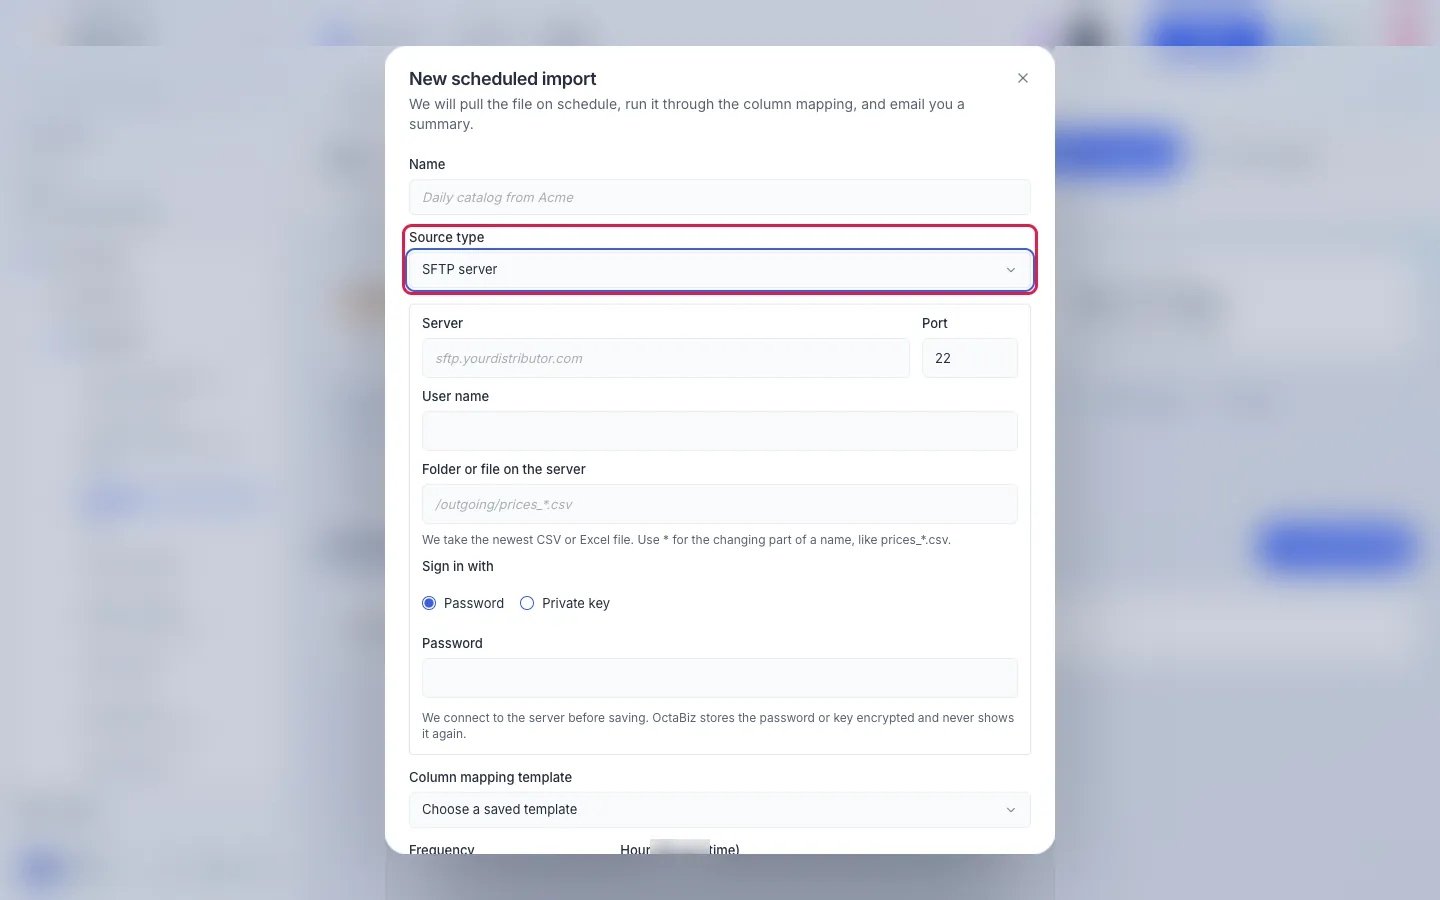 New scheduled import
We will pull the file on schedule, run it through the column mapping, and email you a
summary.
Name
Daily catalog from Acme
Source type
SFTP server
Server
Port
sftp.yourdistributor.com
22
User name
Folder or file on the server
/outgoing/prices_*.csv
We take the newest CSV or Excel file. Use * for the changing part of a name, like prices_*.csv.
Sign in with
Password
Private key
Password
We connect to the server before saving. OctaBiz stores the password or key encrypted and never shows
it again.
Column mapping template
Choose a saved template
Frequency
Hour time)